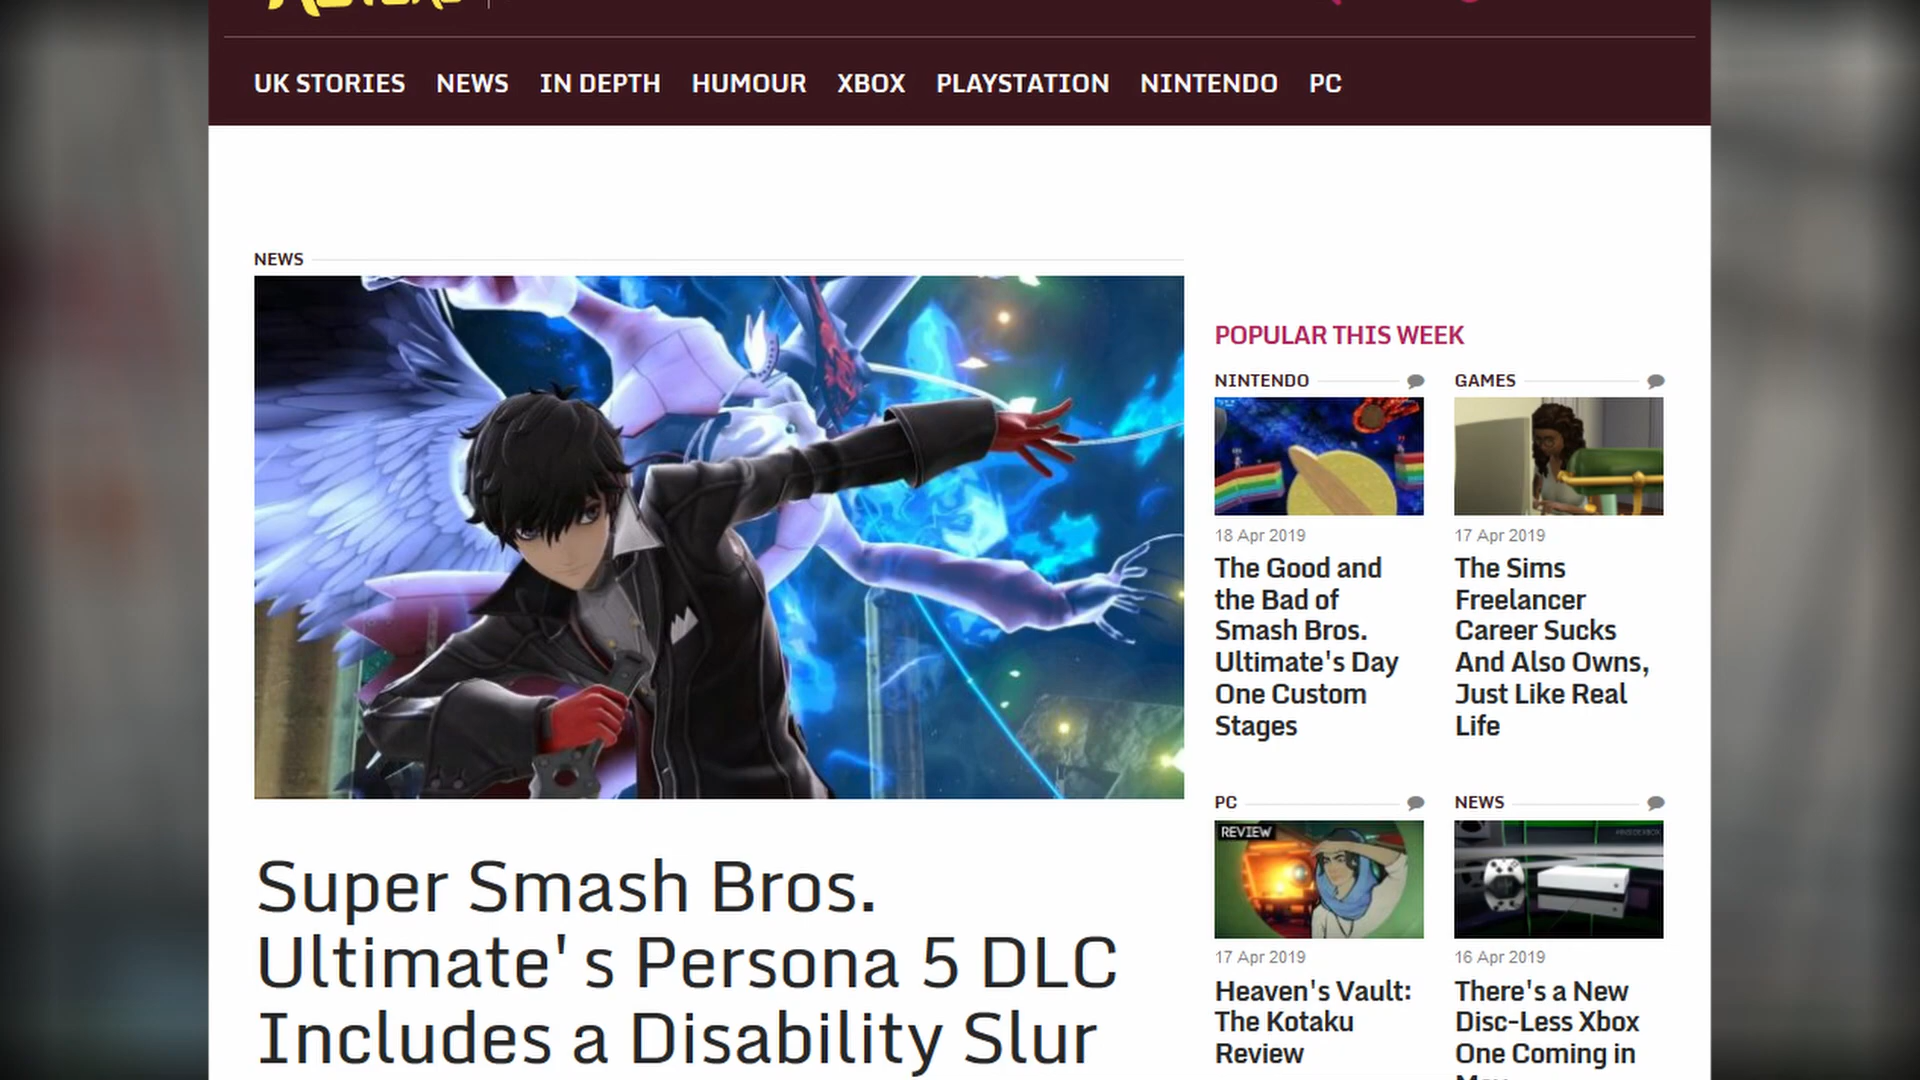 UK STORIES NEWS IN DEPTH HUMOUR XBOX PLAYSTATION NINTENDO PC
NEWS
Super Smash Bros.
Ultimate's Persona 5 DLC
Includes a Disability Slur
POPULAR THIS WEEK
NINTENDO
18 Apr 2019
The Good and
the Bad of
Smash Bros.
Ultimate's Day
One Custom
Stages
GAMES
17 Apr 2019
The Sims
Freelancer
Career Sucks
And Also Owns,
Just Like Real
Life
PC
REVIEW
17 Apr 2019
Heaven's Vault:
The Kotaku
Review
NEWS
#INSIDEXBOX
16 Apr 2019
There's a New
Disc-Less Xbox
One Coming in